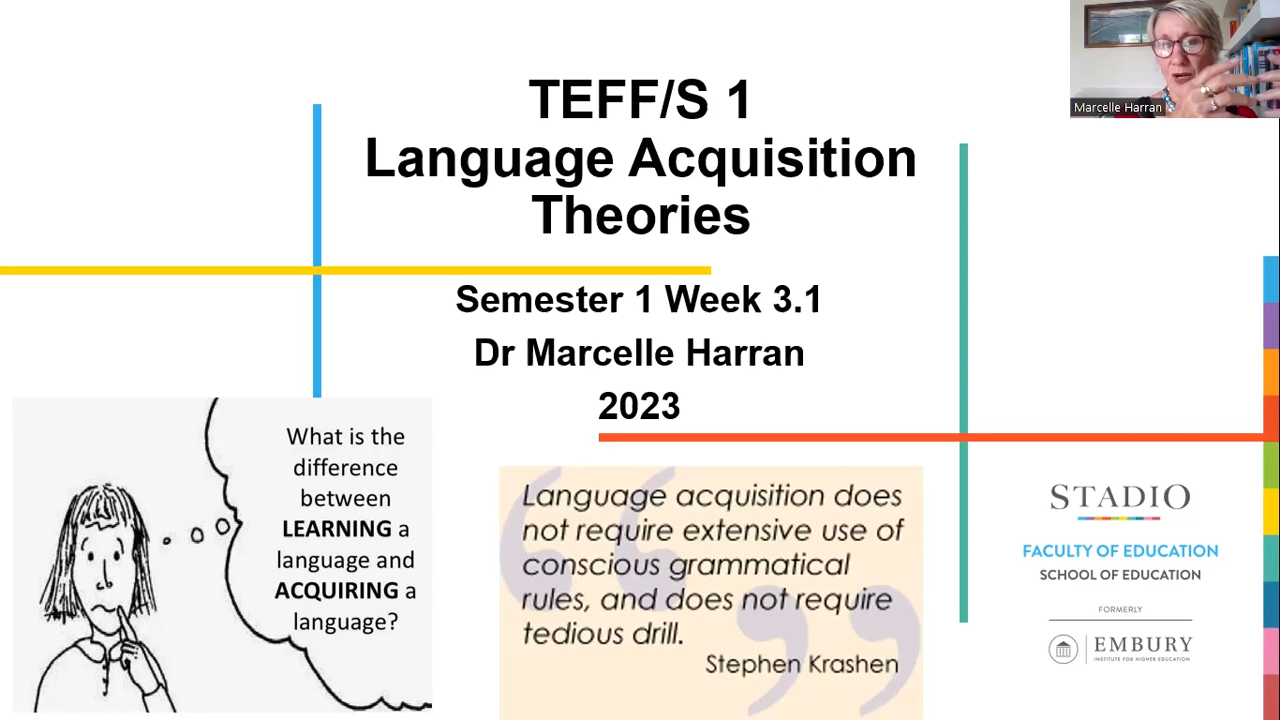 TEFF/S 1
Language Acquisition
Theories
Marcelle Harran
Semester 1 Week 3.1
Dr Marcelle Harran
2023
What is the
difference
between
LEARNING a
language and
ACQUIRING a
language?
Language acquisition does
not require extensive use of
conscious grammatical
rules, and does not require
tedious drill.
Stephen Krashen
STADIO
FACULTY OF EDUCATION
SCHOOL OF EDUCATION
FORMERLY
EMBURY
INSTITUTE FOR HIGHER EDUCATION